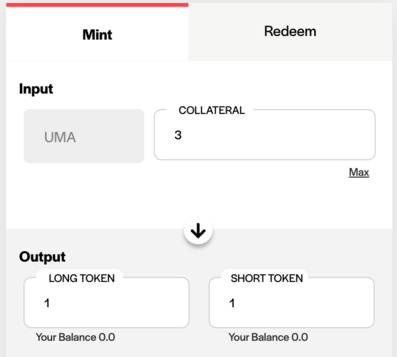 Mint
Redeem
Input
UMA
COLLATERAL
3
Max
Output
LONG TOKEN
SHORT TOKEN
1
1
Your Balance 0.0
Your Balance 0.0